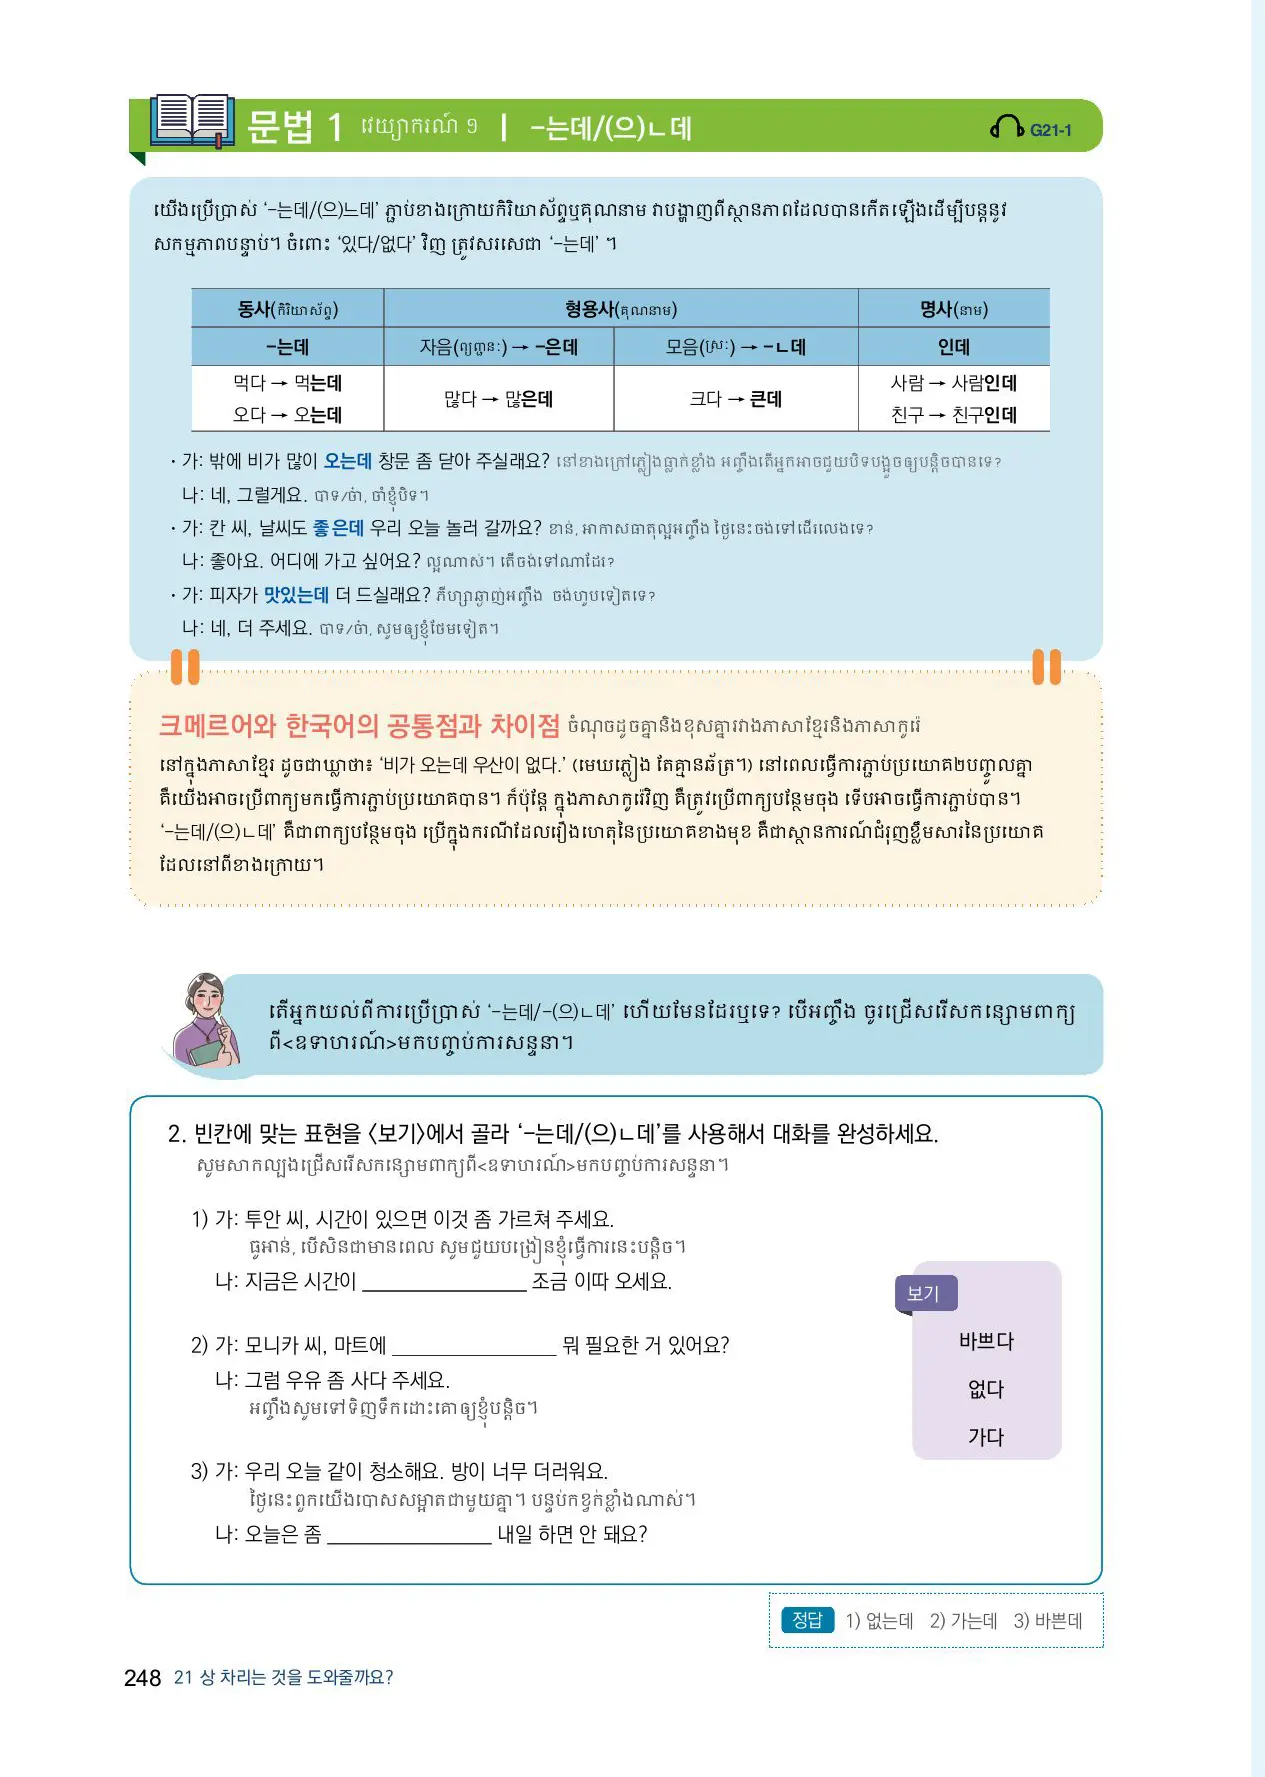 문법 1 វេយ្យាករណ៍ ១ | -는데/(으)ㄴ데 G21-1
យើងប្រើប្រាស់ ‘-는데/(으)느데’ ភ្ជាប់ខាងក្រោយកិរិយាស័ព្ទឬគុណនាម វាបង្ហាញពីស្ថានភាពដែលបានកើតឡើងដើម្បីបន្តនូវ
សកម្មភាពបន្ទាប់។ ចំពោះ ‘있다/없다’ វិញ ត្រូវសរសេជា ‘-는데’ ។
동사(កិរិយាស័ព្ទ) 형용사(គុណនាម) 명사(នាម)
-는데 자음(ព្យញ្ជនៈ) → -은데 모음(ស្រៈ) → -ㄴ데 인데
먹다 → 먹는데 많다 → 많은데 크다 → 큰데 사람 → 사람인데
오다 → 오는데 친구 → 친구인데
· 가: 밖에 비가 많이 오는데 창문 좀 닫아 주실래요? នៅខាងក្រៅភ្លៀងធ្លាក់ខ្លាំង អញ្ចឹងតើអ្នកអាចជួយបិទបង្អួចឲ្យបន្តិចបានទេ?
나: 네, 그럴게요. បាទ/ច៎ា, ចាំខ្ញុំបិទ។
· 가: 칸 씨, 날씨도 좋은데 우리 오늘 놀러 갈까요? ខាន់, អាកាសធាតុល្អអញ្ចឹង ថ្ងៃនេះចង់ទៅដើរលេងទេ?
나: 좋아요. 어디에 가고 싶어요? ល្អណាស់។ តើចង់ទៅណាដែរ?
· 가: 피자가 맛있는데 더 드실래요? ភីហ្សាឆ្ងាញ់អញ្ចឹង ចង់ហូបទៀតទេ?
나: 네, 더 주세요. បាទ/ច៎ា, សូមឲ្យខ្ញុំថែមទៀត។
크메르어와 한국어의 공통점과 차이점 ចំណុចដូចគ្នានិងខុសគ្នារវាងភាសាខ្មែរនិងភាសាកូរ៉េ
នៅក្នុងភាសាខ្មែរ ដូចជាឃ្លាថា៖ ‘비가 오는데 우산이 없다.’ (មេឃភ្លៀង តែគ្មានឆ័ត្រ។) នៅពេលធ្វើការភ្ជាប់ប្រយោគ២បញ្ចូលគ្នា
គឺយើងអាចប្រើពាក្យមកធ្វើការភ្ជាប់ប្រយោគបាន។ ក៏ប៉ុន្តែ ក្នុងភាសាកូរ៉េវិញ គឺត្រូវប្រើពាក្យបន្ថែមចុង ទើបអាចធ្វើការភ្ជាប់បាន។
‘-는데/(으)ㄴ데’ គឺជាពាក្យបន្ថែមចុង ប្រើក្នុងករណីដែលរឿងហេតុនៃប្រយោគខាងមុខ គឺជាស្ថានការណ៍ជំរុញខ្លឹមសារនៃប្រយោគ
ដែលនៅពីខាងក្រោយ។
តើអ្នកយល់ពីការប្រើប្រាស់ ‘-는데/-(으)ㄴ데’ ហើយមែនដែរឬទេ? បើអញ្ចឹង ចូរជ្រើសរើសកន្សោមពាក្យ
ពី<ឧទាហរណ៍>មកបញ្ចប់ការសន្ទនា។
2. 빈칸에 맞는 표현을 〈보기〉에서 골라 ‘-는데/(으)ㄴ데’를 사용해서 대화를 완성하세요.
សូមសាកល្បងជ្រើសរើសកន្សោមពាក្យពី<ឧទាហរណ៍>មកបញ្ចប់ការសន្ទនា។
1) 가: 투안 씨, 시간이 있으면 이것 좀 가르쳐 주세요.
ធូអាន់, បើសិនជាមានពេល សូមជួយបង្រៀនខ្ញុំធ្វើការនេះបន្តិច។
나: 지금은 시간이 ________________ 조금 이따 오세요.
2) 가: 모니카 씨, 마트에 ________________ 뭐 필요한 거 있어요?
나: 그럼 우유 좀 사다 주세요.
អញ្ចឹងសូមទៅទិញទឹកដោះគោឲ្យខ្ញុំបន្តិច។
3) 가: 우리 오늘 같이 청소해요. 방이 너무 더러워요.
ថ្ងៃនេះពួកយើងបោសសម្អាតជាមួយគ្នា។ បន្ទប់កខ្វក់ខ្លាំងណាស់។
나: 오늘은 좀 ________________ 내일 하면 안 돼요?
보기
바쁘다
없다
가다
정답 1) 없는데 2) 가는데 3) 바쁜데
248 21 상 차리는 것을 도와줄까요?